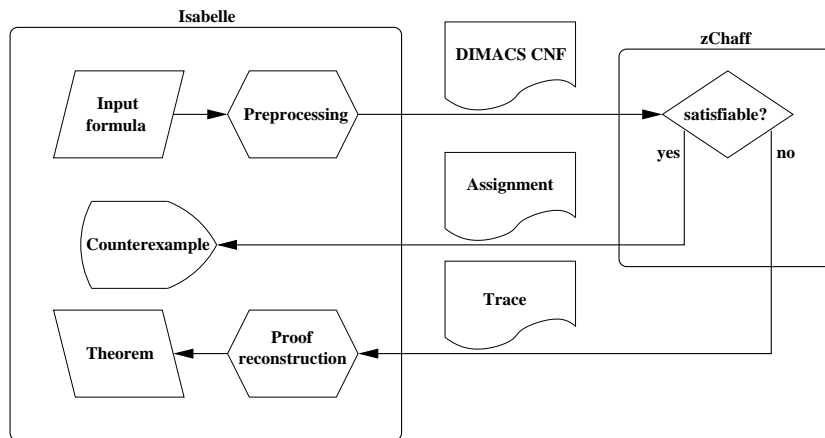 Isabelle
zChaff
DIMACS CNF
Input
formula
Preprocessing
satisfiable?
yes
no
Assignment
Counterexample
Trace
Theorem
Proof
reconstruction